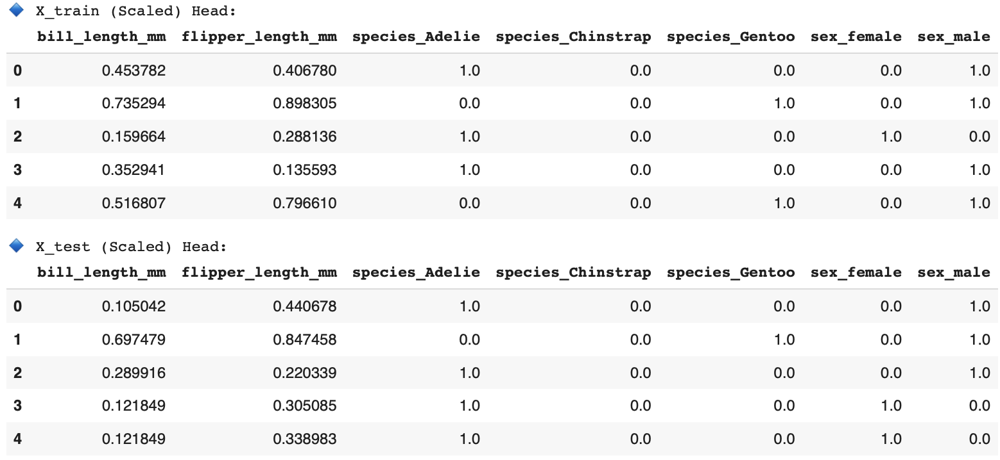 🔷 X_train (Scaled) Head:
bill_length_mm flipper_length_mm species_Adelie species_Chinstrap species_Gentoo sex_female sex_male
0 0.453782 0.406780 1.0 0.0 0.0 0.0 1.0
1 0.735294 0.898305 0.0 0.0 1.0 0.0 1.0
2 0.159664 0.288136 1.0 0.0 0.0 1.0 0.0
3 0.352941 0.135593 1.0 0.0 0.0 0.0 1.0
4 0.516807 0.796610 0.0 0.0 1.0 0.0 1.0
🔷 X_test (Scaled) Head:
bill_length_mm flipper_length_mm species_Adelie species_Chinstrap species_Gentoo sex_female sex_male
0 0.105042 0.440678 1.0 0.0 0.0 0.0 1.0
1 0.697479 0.847458 0.0 0.0 1.0 0.0 1.0
2 0.289916 0.220339 1.0 0.0 0.0 0.0 1.0
3 0.121849 0.305085 1.0 0.0 0.0 1.0 0.0
4 0.121849 0.338983 1.0 0.0 0.0 1.0 0.0